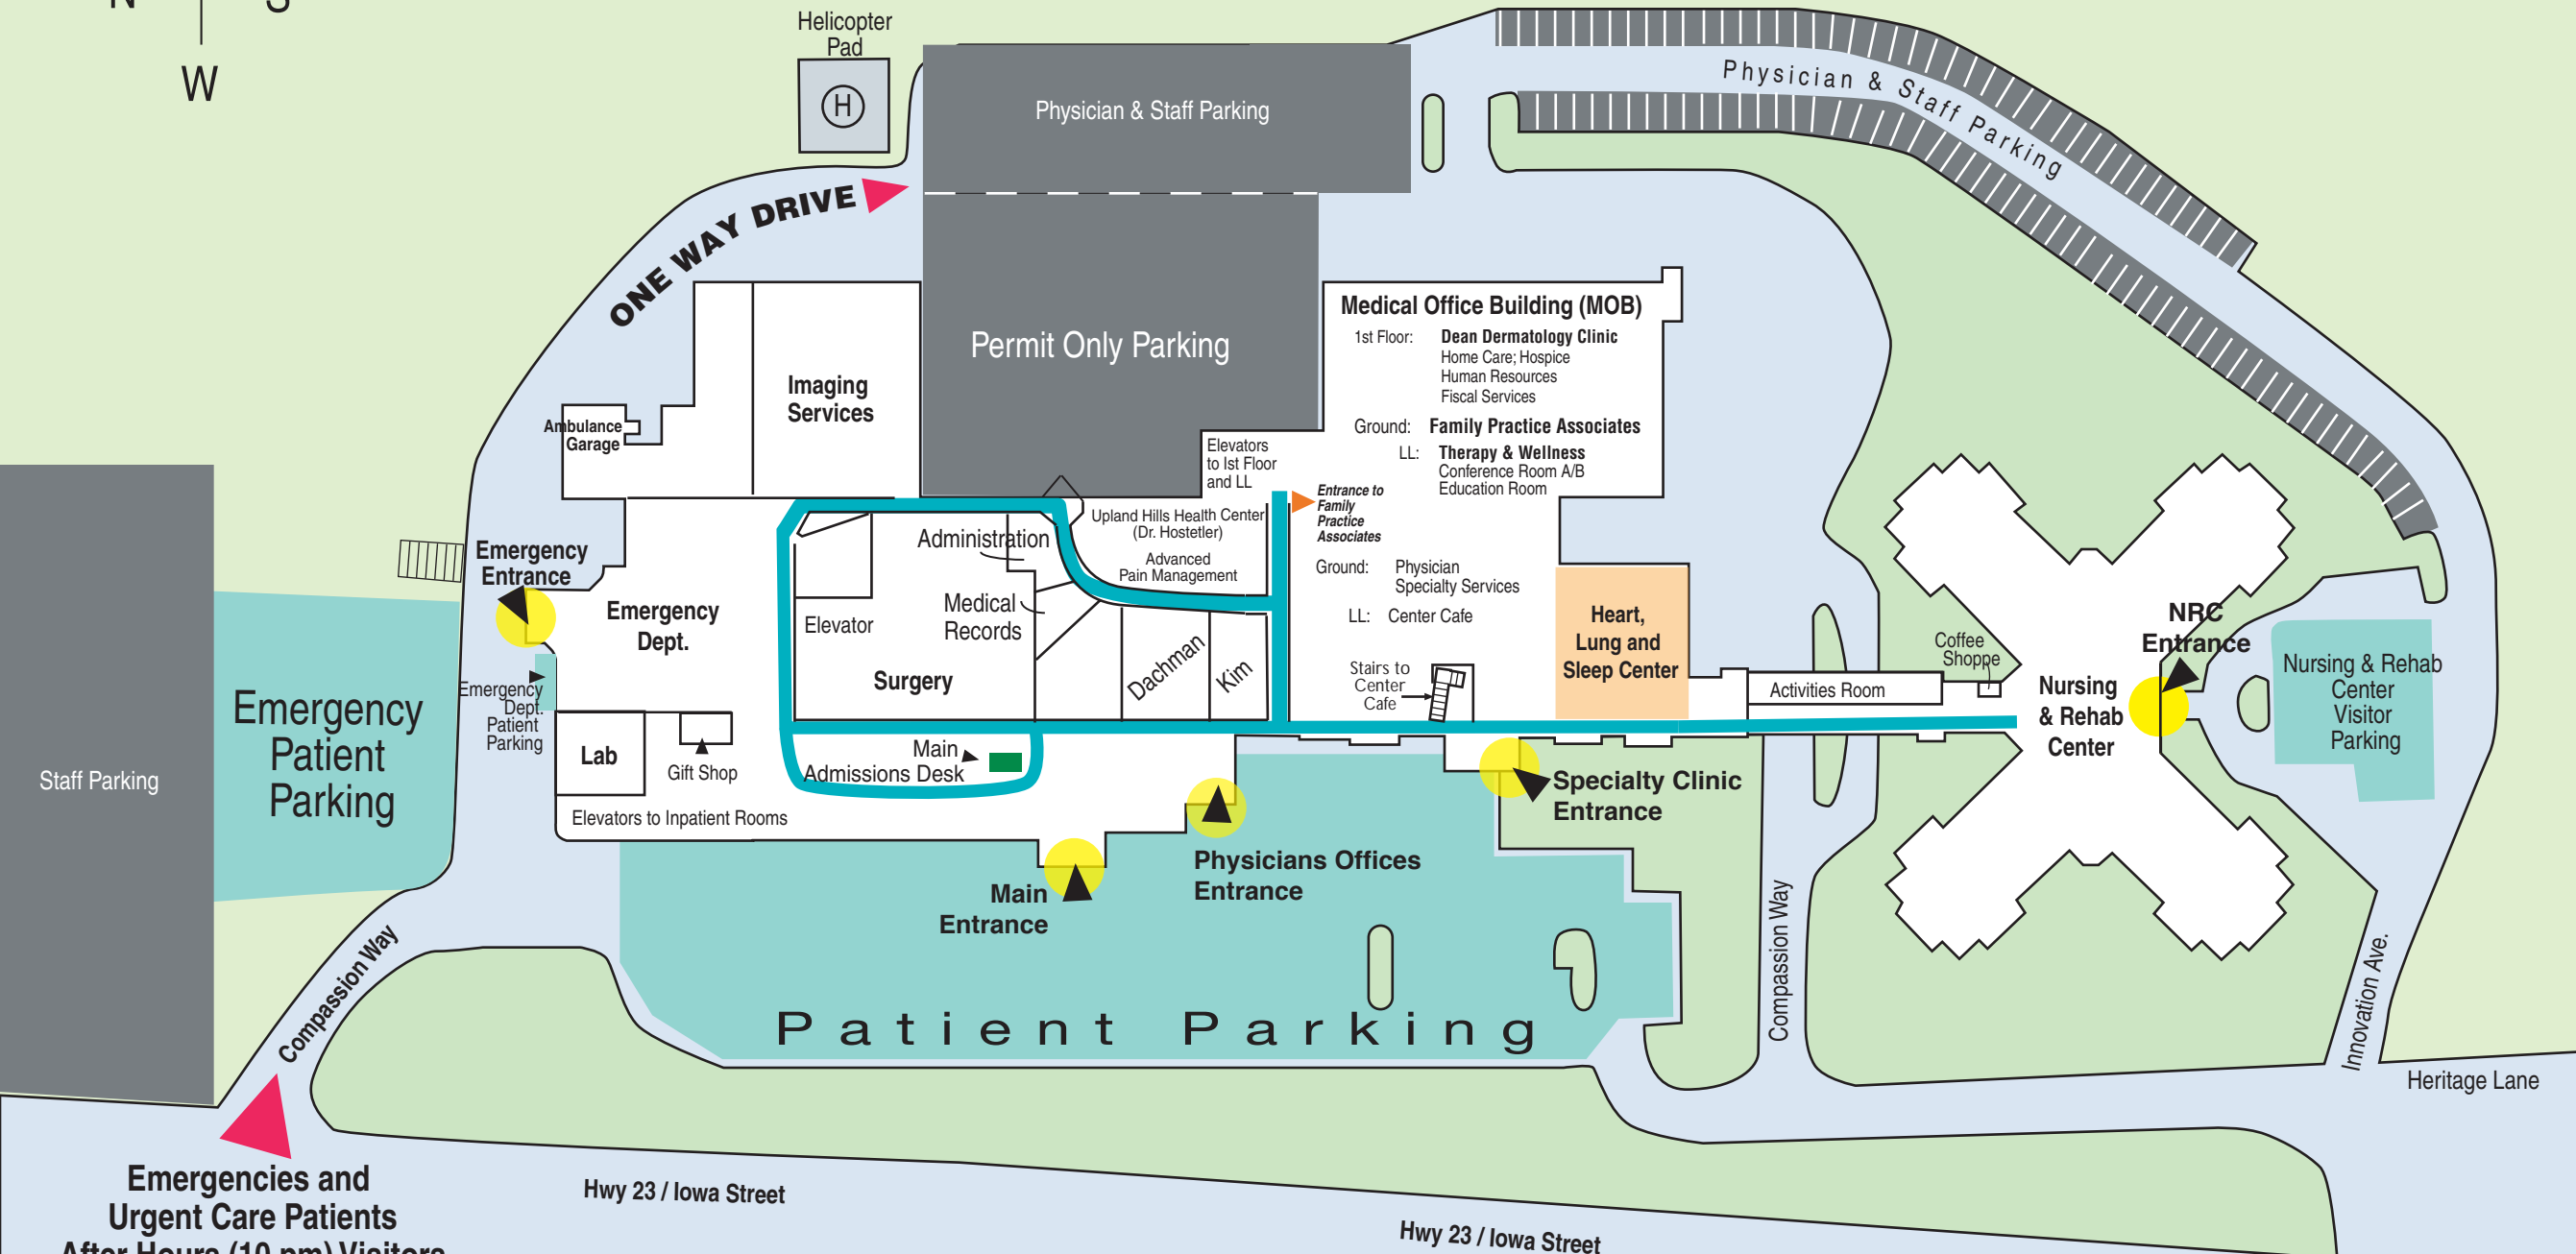 N
S
W
Helicopter
Pad
H
Physician & Staff Parking
Physician & Staff Parking
ONE WAY DRIVE
Permit Only Parking
Imaging
Services
Ambulance
Garage
Medical Office Building (MOB)
1st Floor: Dean Dermatology Clinic
Home Care; Hospice
Human Resources
Fiscal Services
Ground: Family Practice Associates
LL: Therapy & Wellness
Conference Room A/B
Education Room
Elevators
to Ist Floor
and LL
Entrance to
Family
Practice
Associates
Upland Hills Health Center
(Dr. Hostetler)
Advanced
Pain Management
Administration
Medical
Records
Elevator
Surgery
Dachman
Kim
Ground: Physician
Specialty Services
LL: Center Cafe
Stairs to
Center
Cafe
Heart,
Lung and
Sleep Center
Activities Room
Coffee
Shoppe
Nursing
& Rehab
Center
NRC
Entrance
Nursing & Rehab
Center
Visitor
Parking
Emergency
Entrance
Emergency
Dept.
Emergency
Dept.
Patient
Parking
Emergency
Patient
Parking
Staff Parking
Lab
Gift Shop
Main
Admissions Desk
Elevators to Inpatient Rooms
Specialty Clinic
Entrance
Physicians Offices
Entrance
Main
Entrance
Patient Parking
Compassion Way
Compassion Way
Innovation Ave.
Heritage Lane
Emergencies and
Urgent Care Patients
After Hours (10 pm) Visitors
Hwy 23 / Iowa Street
Hwy 23 / Iowa Street